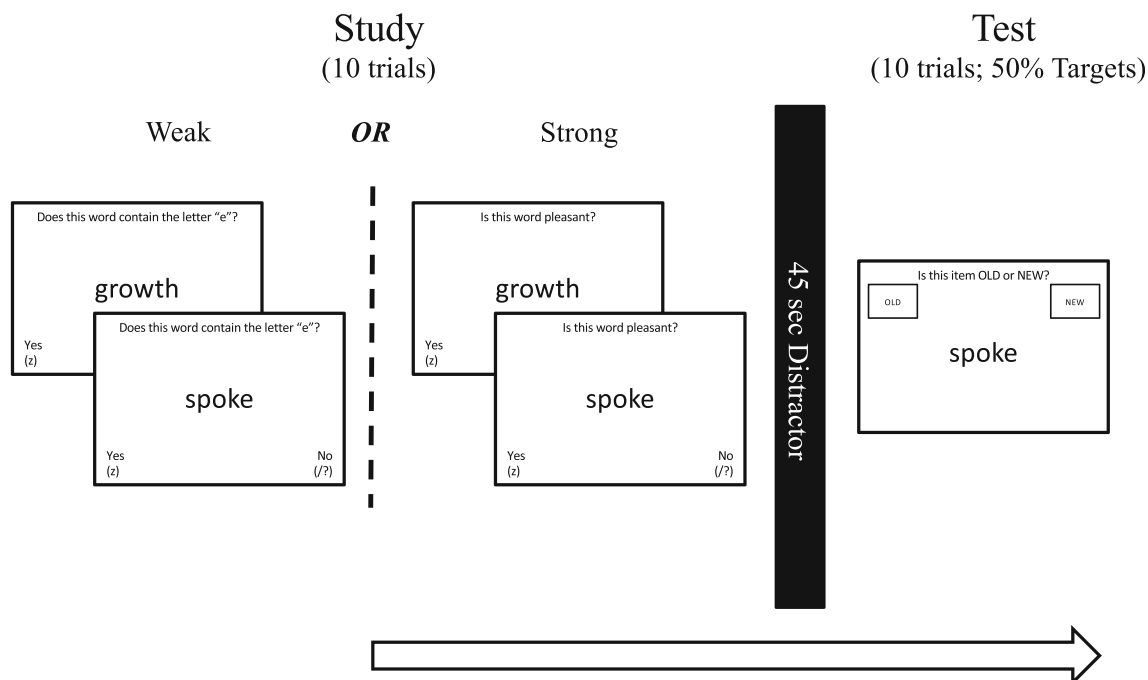 Study
(10 trials)
Test
(10 trials; 50% Targets)
Weak
OR
Strong
Does this word contain the letter “e”?
growth
Yes
(z)
Does this word contain the letter “e”?
spoke
Yes
(z)
No
(/?)
Is this word pleasant?
growth
Yes
(z)
Is this word pleasant?
spoke
Yes
(z)
No
(/?)
45 sec Distractor
Is this item OLD or NEW?
OLD
NEW
spoke